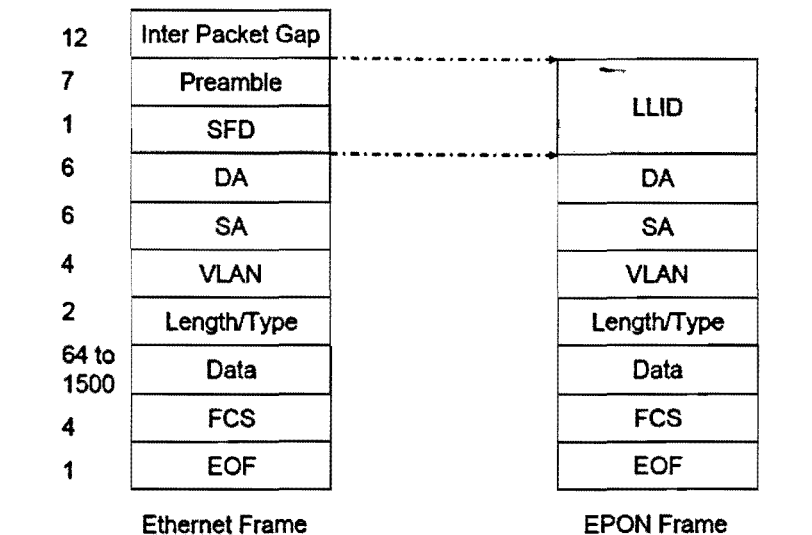 12 Inter Packet Gap
7 Preamble
LLID
1 SFD
6 DA DA
6 SA SA
4 VLAN VLAN
2 Length/Type Length/Type
64 to
1500 Data Data
4 FCS FCS
1 EOF EOF
Ethernet Frame EPON Frame